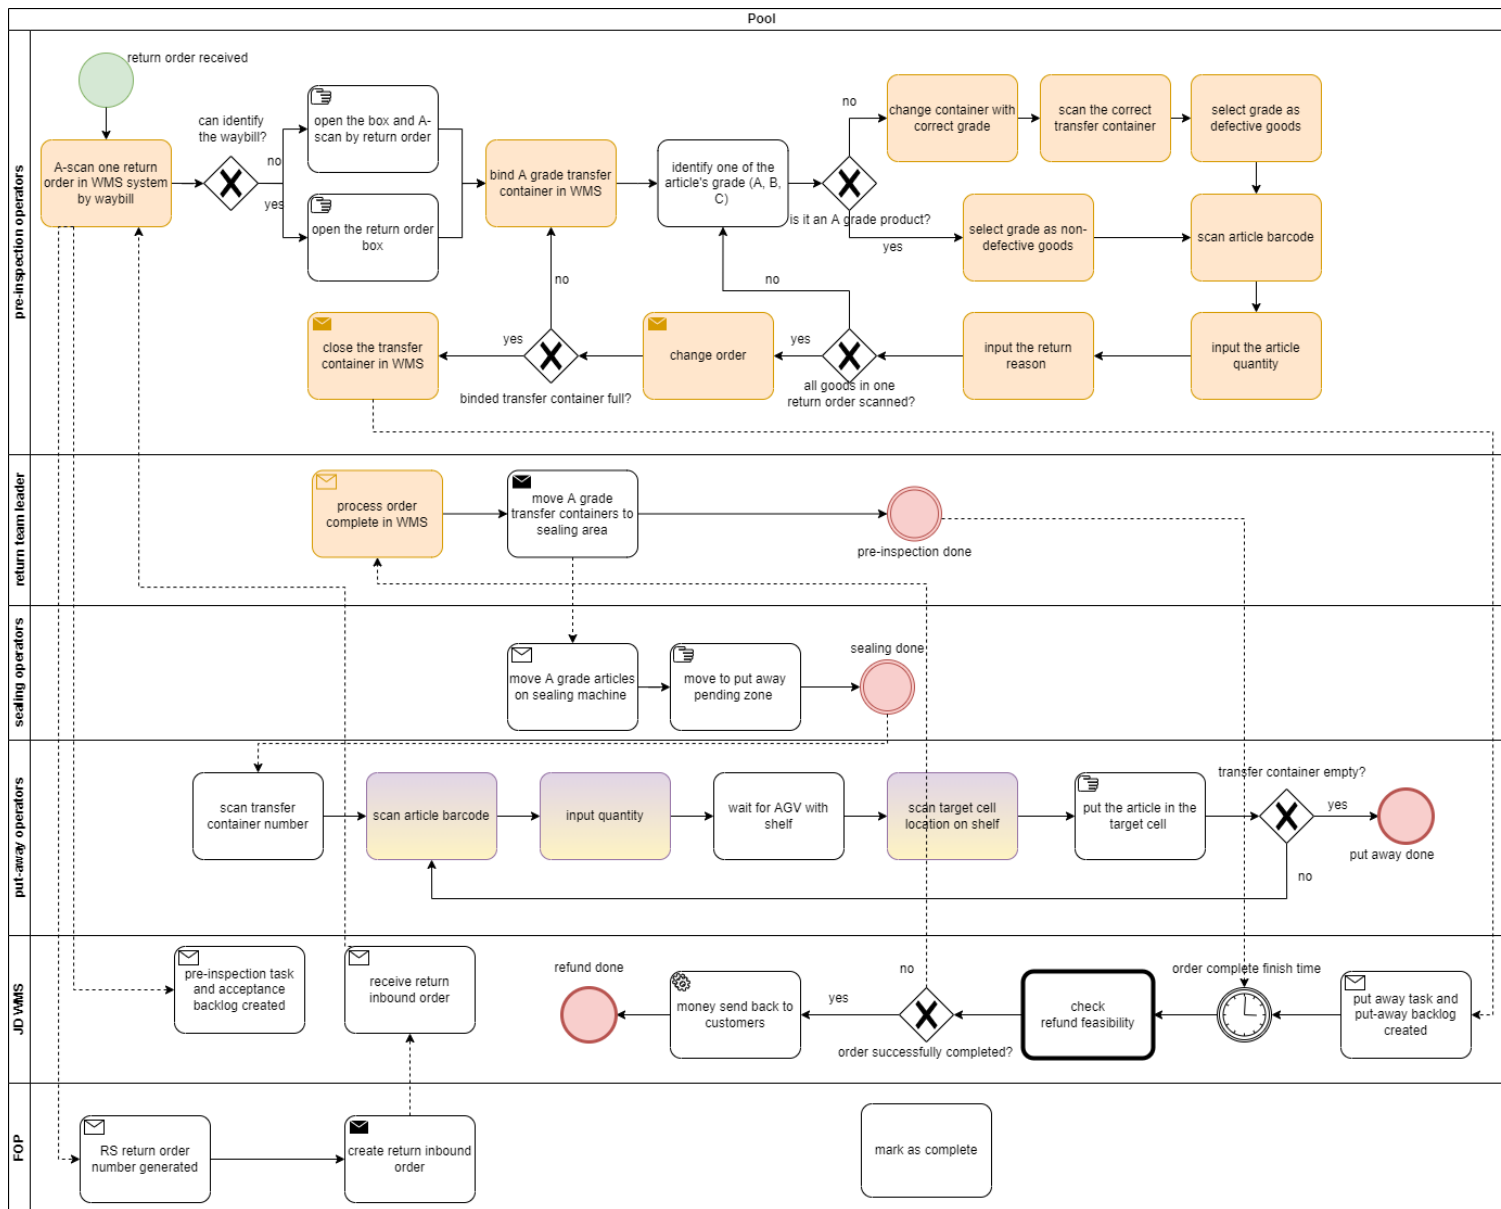 Pool
pre-inspection operators
return order received
A-scan one return
order in WMS system
by waybill
can identify
the waybill?
no
yes
open the box and A-
scan by return order
open the return order
box
bind A grade transfer
container in WMS
identify one of the
article's grade (A, B,
C)
is it an A grade product?
no
yes
change container with
correct grade
scan the correct
transfer container
select grade as
defective goods
select grade as non-
defective goods
scan article barcode
input the article
quantity
input the return
reason
all goods in one
return order scanned?
no
yes
change order
binded transfer container full?
no
yes
close the transfer
container in WMS
return team leader
process order
complete in WMS
move A grade
transfer containers to
sealing area
pre-inspection done
sealing operators
move A grade articles
on sealing machine
move to put away
pending zone
sealing done
put-away operators
scan transfer
container number
scan article barcode
input quantity
wait for AGV with
shelf
scan target cell
location on shelf
put the article in the
target cell
transfer container empty?
yes
no
put away done
JD WMS
pre-inspection task
and acceptance
backlog created
receive return
inbound order
refund done
money send back to
customers
yes
no
order successfully completed?
check
refund feasibility
order complete finish time
put away task and
put-away backlog
created
FOP
RS return order
number generated
create return inbound
order
mark as complete